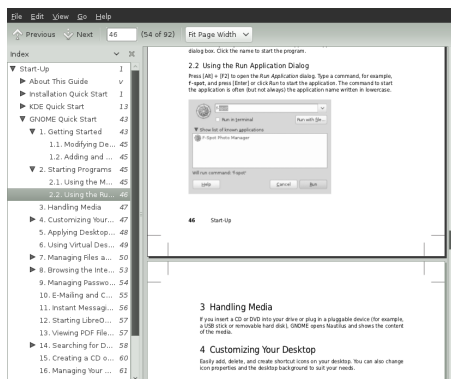 File Edit View Go Help
Previous Next 46 (54 of 92) Fit Page Width
Index
Start-Up 1
About This Guide v
Installation Quick Start 1
KDE Quick Start 13
GNOME Quick Start 43
1. Getting Started 43
1.1. Modifying De... 45
1.2. Adding and ... 45
2. Starting Programs 45
2.1. Using the M... 45
2.2. Using the Ru... 46
3. Handling Media 47
4. Customizing Your... 47
5. Applying Desktop... 48
6. Using Virtual Des... 49
7. Managing Files a... 50
8. Browsing the Inte... 53
9. Managing Passwo... 54
10. E-Mailing and C... 55
11. Instant Messagi... 56
12. Starting LibreO... 57
13. Viewing PDF File... 57
14. Searching for D... 58
15. Creating a CD o... 60
16. Managing Your ... 61
dialog box. Click the name to start the program.
2.2 Using the Run Application Dialog
Press [Alt] + [F2] to open the Run Application dialog. Type a command, for example,
f-spot, and press [Enter] or click Run to start the application. The command to start
the application is often (but not always) the application name written in lowercase.
f-spot
Run in terminal Run with file...
Show list of known applications
F-Spot Photo Manager
Will run command: 'f-spot'
Help Cancel Run
46 Start-Up
3 Handling Media
If you insert a CD or DVD into your drive or plug in a pluggable device (for example,
a USB stick or removable hard disk), GNOME opens Nautilus and shows the content
of the media.
4 Customizing Your Desktop
Easily add, delete, and create shortcut icons on your desktop. You can also change
icon properties and the desktop background to suit your needs.